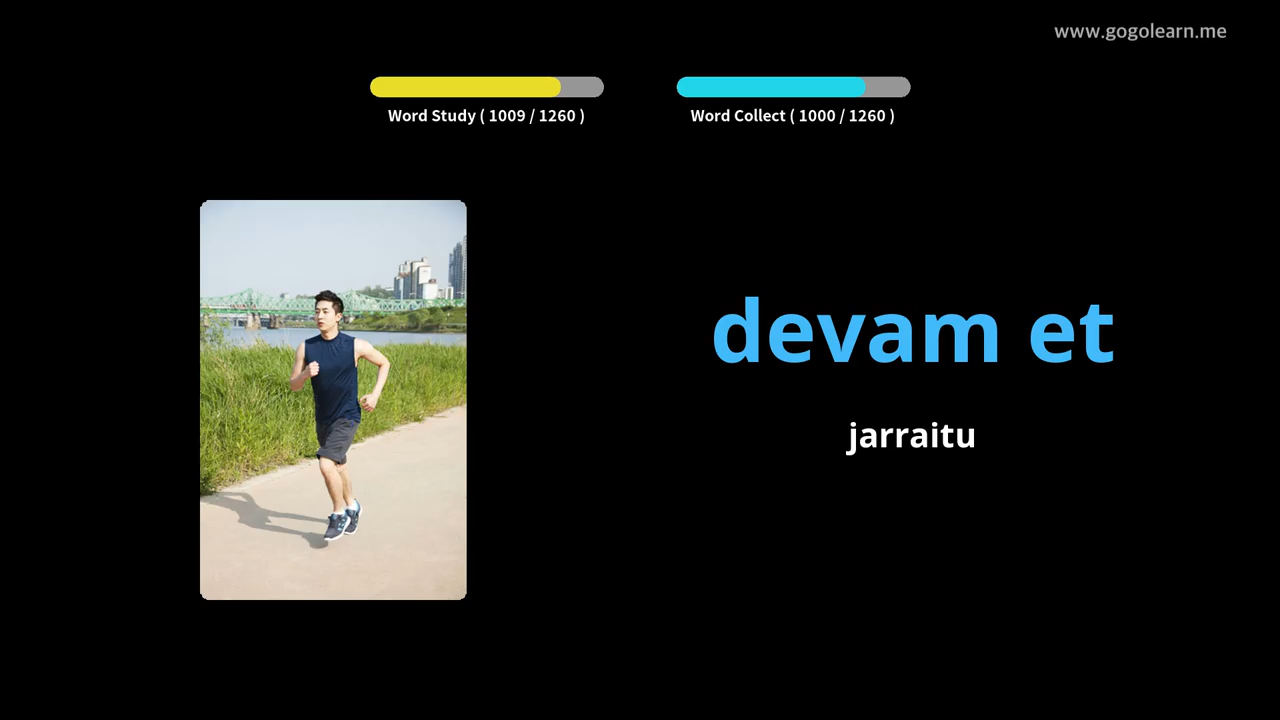 www.gogolearn.me
Word Study ( 1009 / 1260 )
Word Collect ( 1000 / 1260 )
devam et
jarraitu